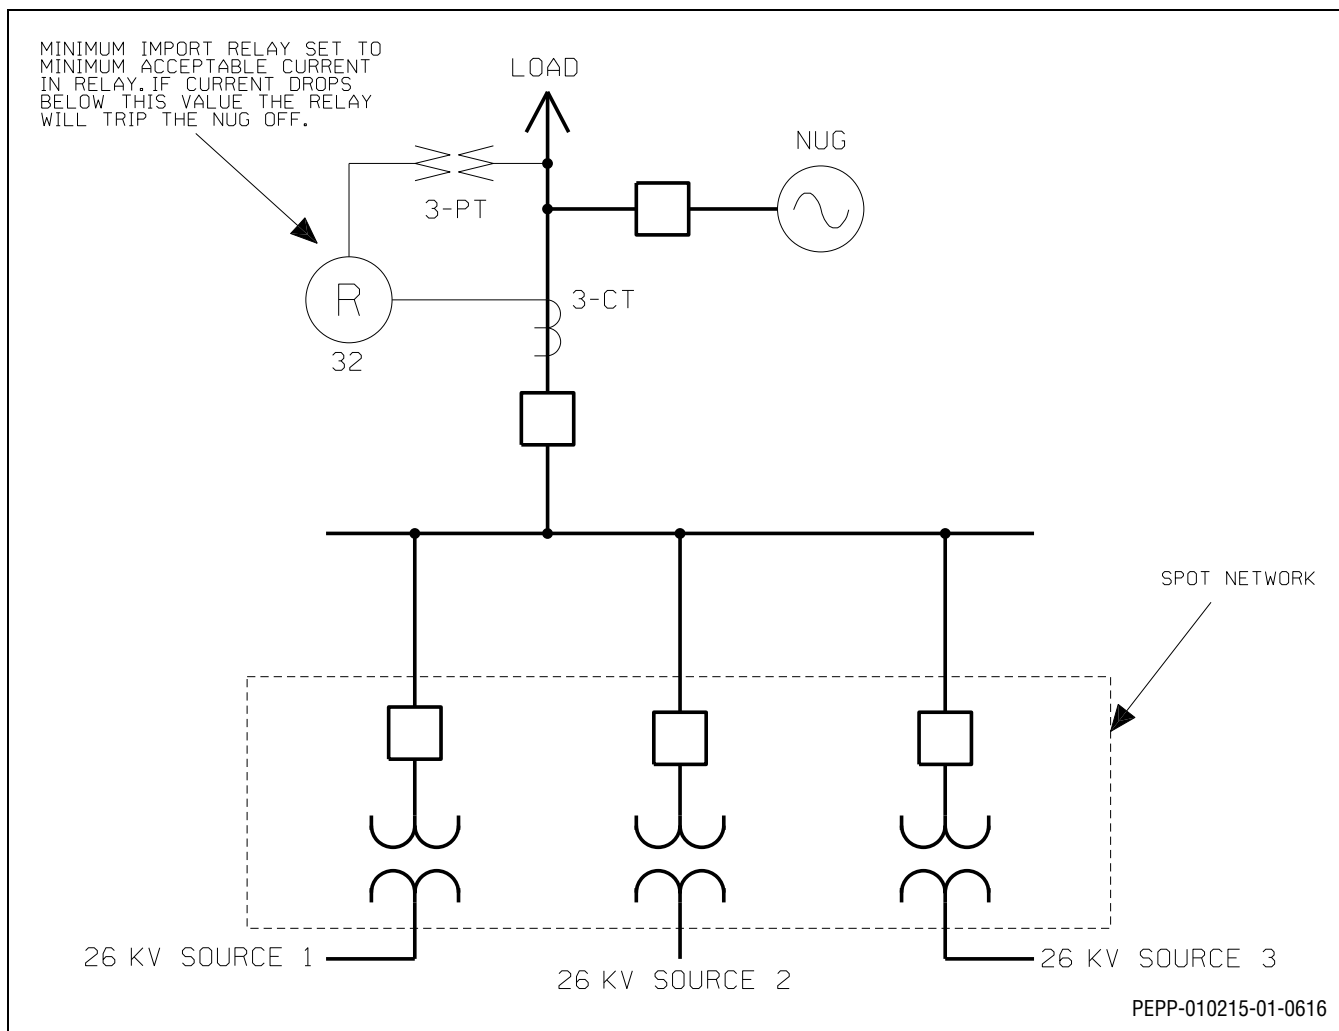 MINIMUM IMPORT RELAY SET TO
MINIMUM ACCEPTABLE CURRENT
IN RELAY. IF CURRENT DROPS
BELOW THIS VALUE THE RELAY
WILL TRIP THE NUG OFF.
LOAD
NUG
3-PT
R
3-CT
32
SPOT NETWORK
26 KV SOURCE 1
26 KV SOURCE 2
26 KV SOURCE 3
PEPP-010215-01-0616